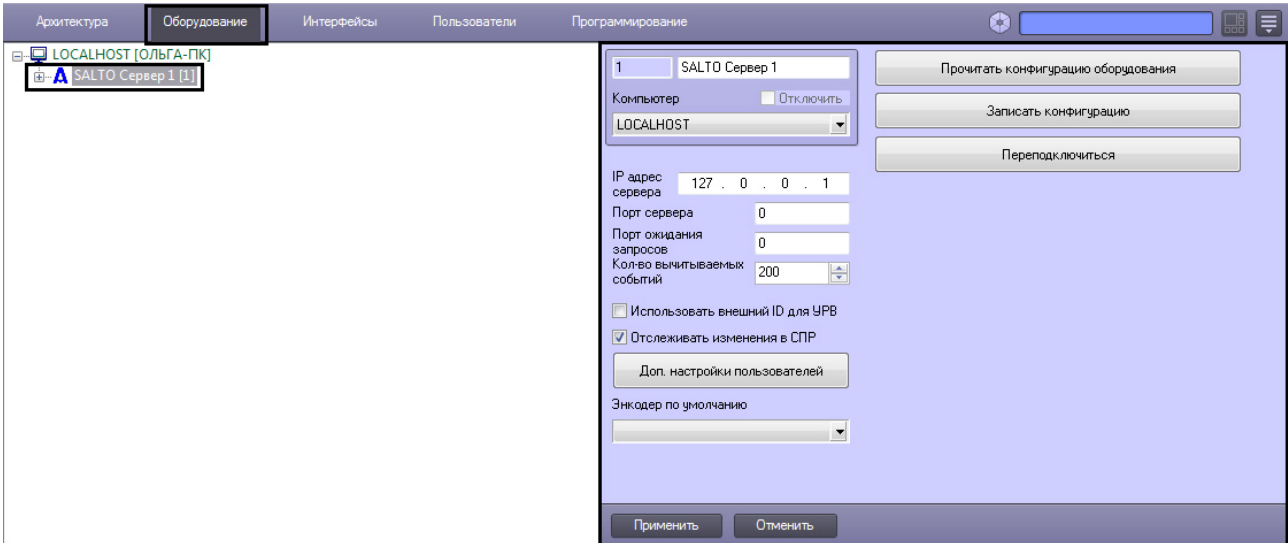 Архитектура Оборудование Интерфейсы Пользователи Программирование
LOCALHOST [ОЛЬГА-ПК]
SALTO Сервер 1 [1]
1 SALTO Сервер 1
Компьютер Отключить
LOCALHOST
Прочитать конфигурацию оборудования
Записать конфигурацию
Переподключиться
IP адрес
сервера
127 . 0 . 0 . 1
Порт сервера 0
Порт ожидания
запросов
0
Кол-во вычитываемых
событий
200
Использовать внешний ID для УРВ
Отслеживать изменения в СПР
Доп. настройки пользователей
Энкодер по умолчанию
Применить Отменить